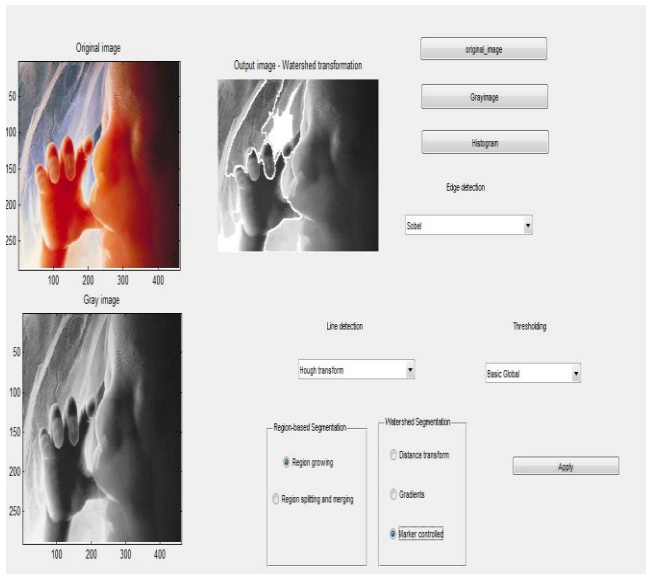 Original image
50
100
150
200
250
100 200 300 400
Output image - Watershed transformation
original_image
Grayimage
Histogram
Edge detection
Sobel
Gray image
50
100
150
200
250
100 200 300 400
Line detection
Hough transform
Thresholding
Basic Global
Region-based Segmentation
Region growing
Region splitting and merging
Watershed Segmentation
Distance transform
Gradients
Marker controlled
Apply